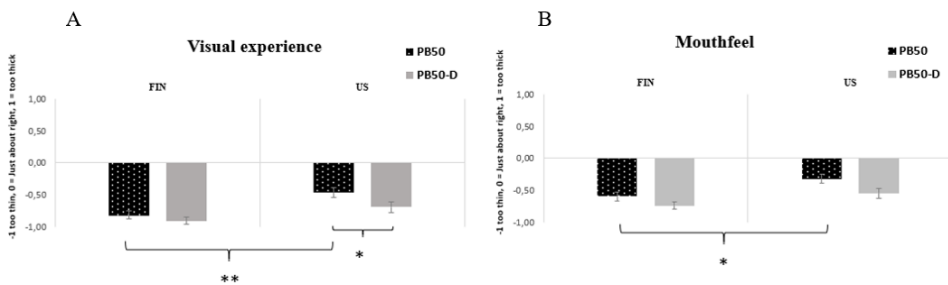 A
Visual experience
PB50
PB50-D
FIN
US
-1 too thin, 0 = Just about right, 1 = too thick
1,00
0,50
0,00
-0,50
-1,00
**
*
B
Mouthfeel
PB50
PB50-D
FIN
US
-1 too thin, 0 = Just about right, 1 = too thick
1,00
0,50
0,00
-0,50
-1,00
*